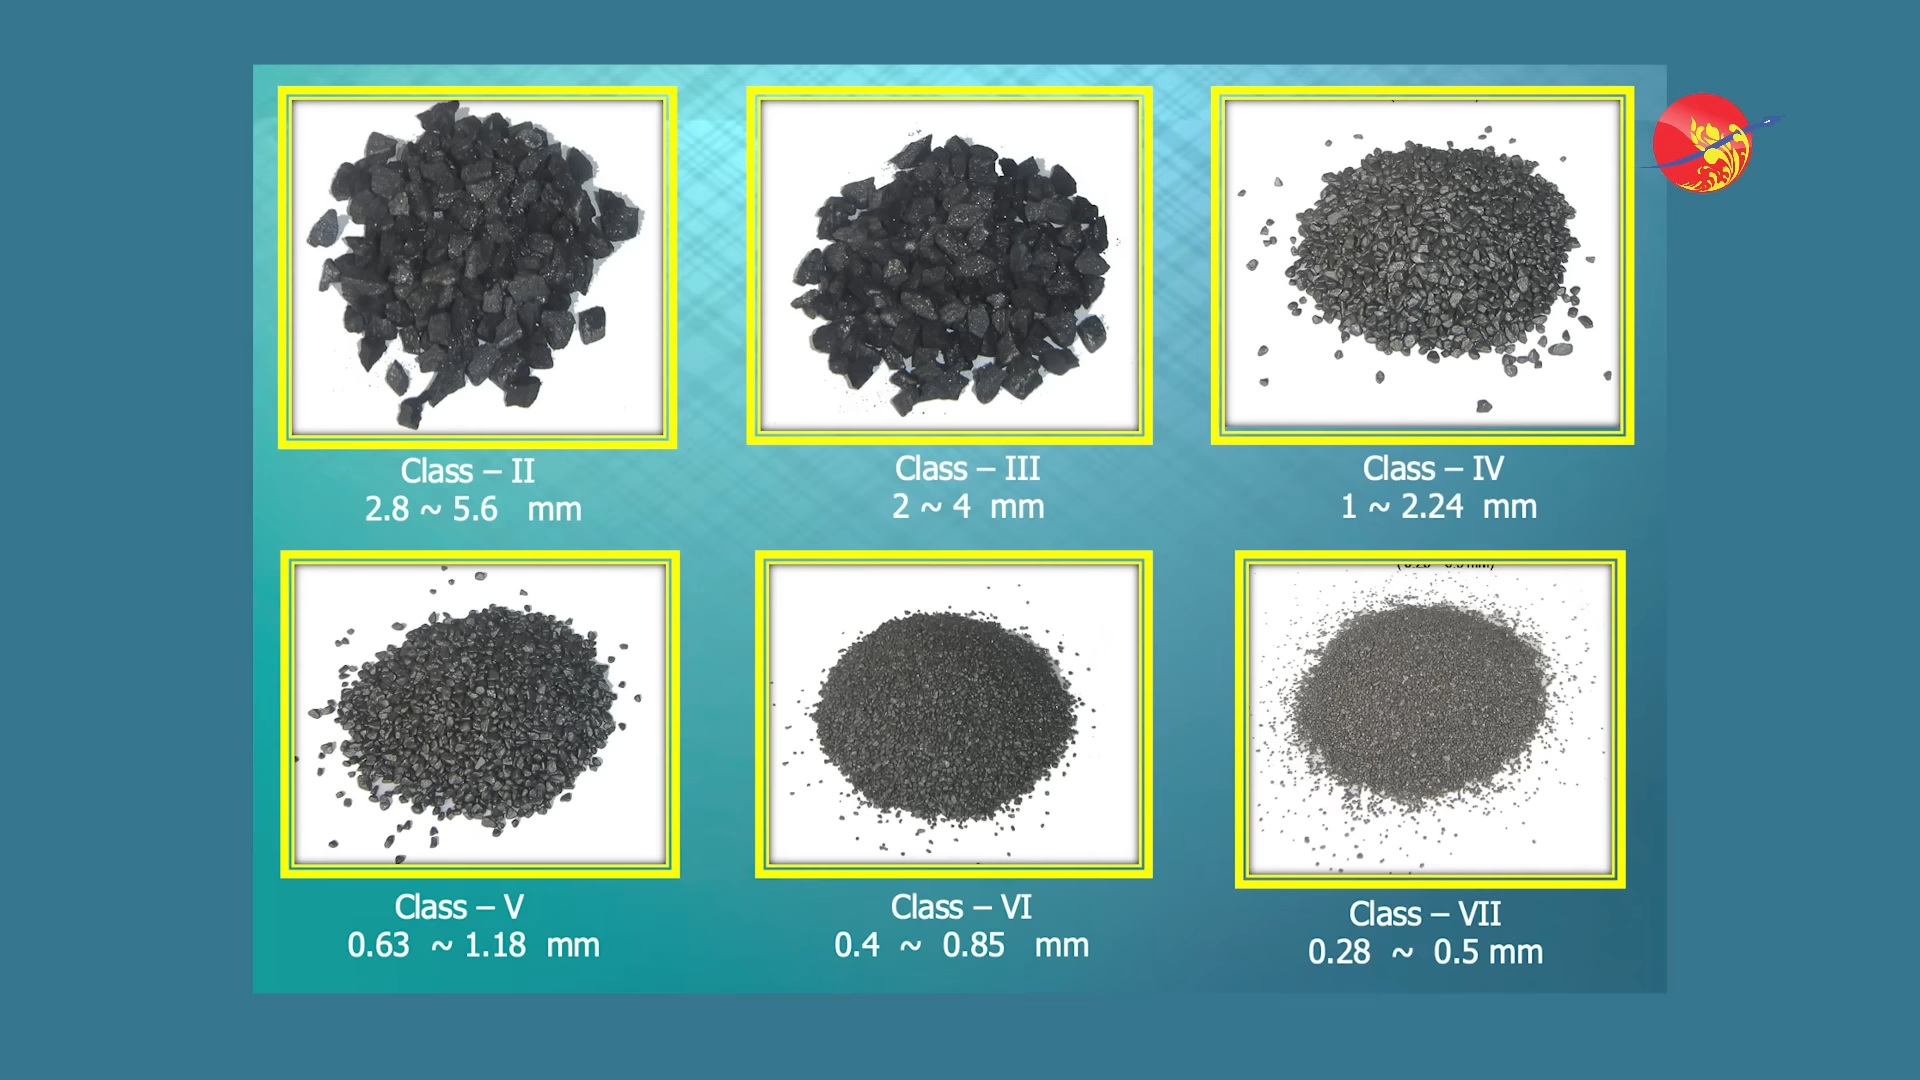 Class – II
2.8 ~ 5.6 mm
Class – III
2 ~ 4 mm
Class – IV
1 ~ 2.24 mm
Class – V
0.63 ~ 1.18 mm
Class – VI
0.4 ~ 0.85 mm
Class – VII
0.28 ~ 0.5 mm